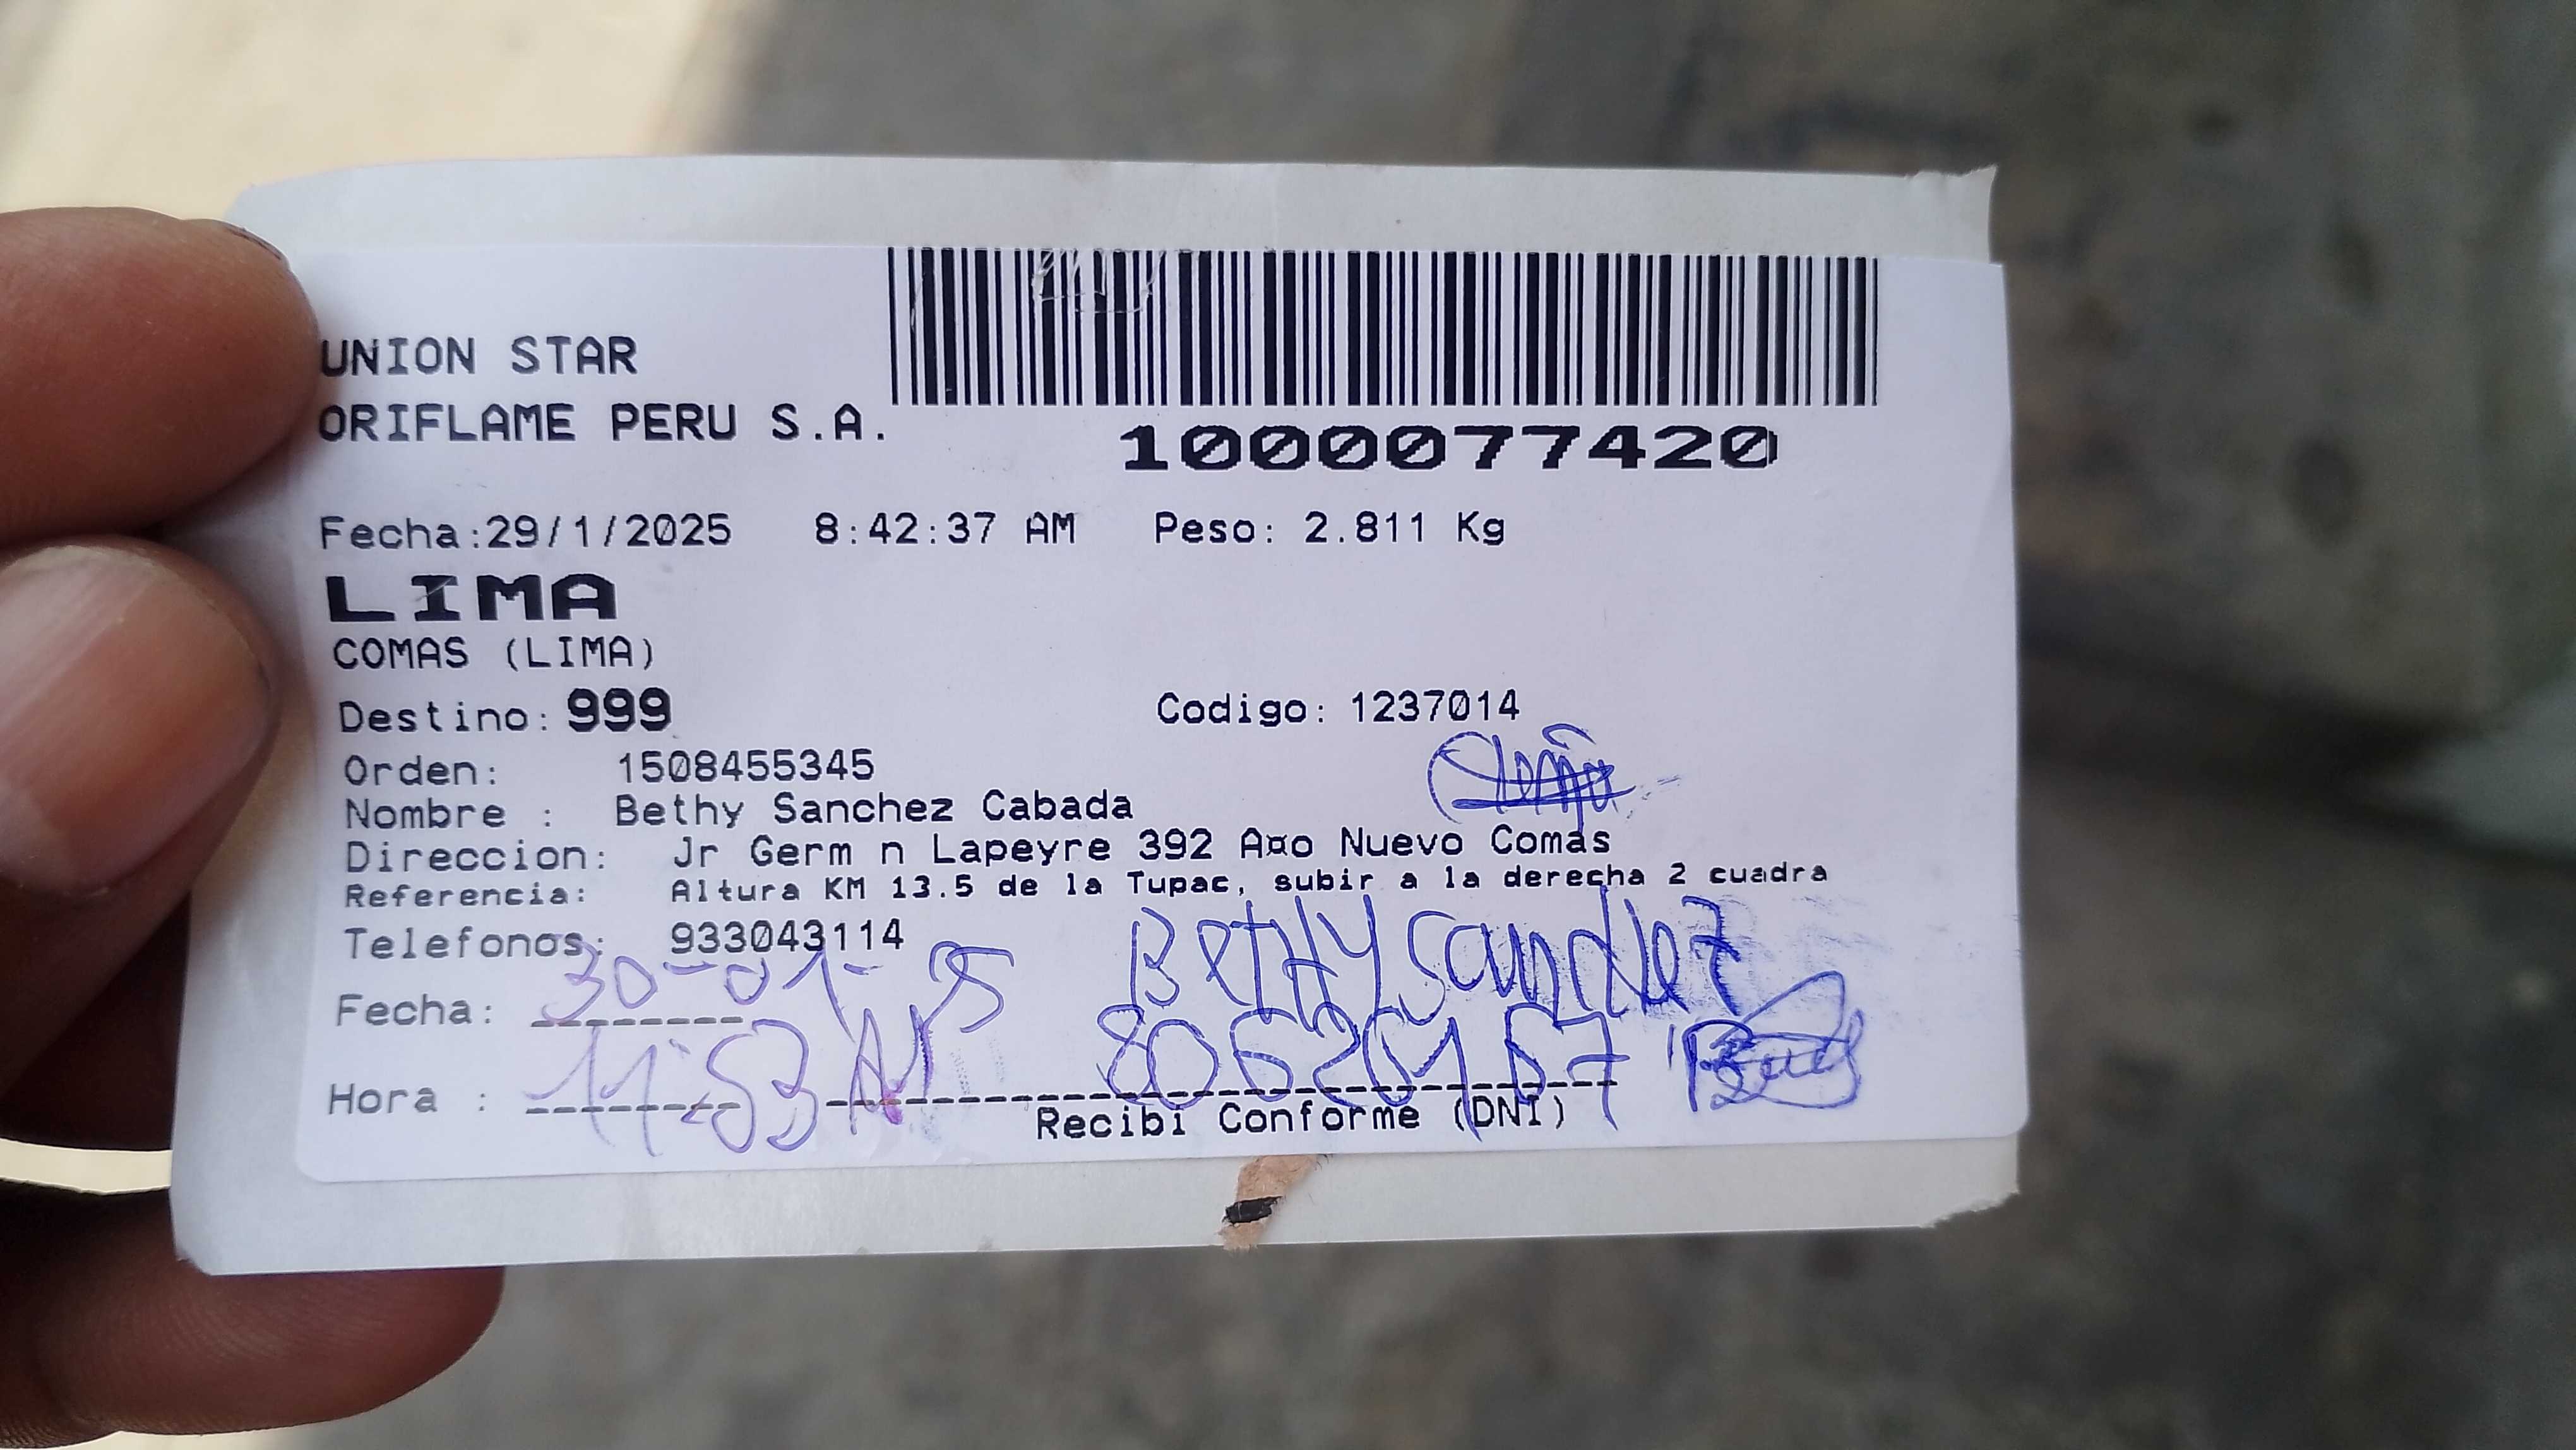 UNION STAR
ORIFLAME PERU S.A.
1000077420
Fecha:29/1/2025 8:42:37 AM Peso: 2.811 Kg
LIMA
COMAS (LIMA)
Destino: 999 Codigo: 1237014
Orden: 1508455345
Nombre : Bethy Sanchez Cabada
Direccion: Jr Germ n Lapeyre 392 A¤o Nuevo Comas
Referencia: Altura KM 13.5 de la Tupac, subir a la derecha 2 cuadra
Telefonos: 933043114
Bethy Sanchez
Fecha: 30-01-25
Hora : 11:53 AM
Recibi Conforme (DNI)